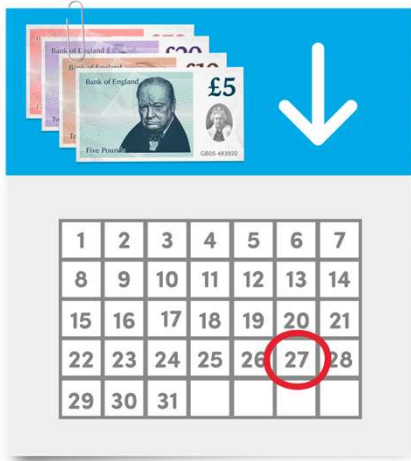 Bank of England
£20
Bank of England
£10
Bank of England
£5
Five Pounds
GB05 483920
1 2 3 4 5 6 7
8 9 10 11 12 13 14
15 16 17 18 19 20 21
22 23 24 25 26 27 28
29 30 31